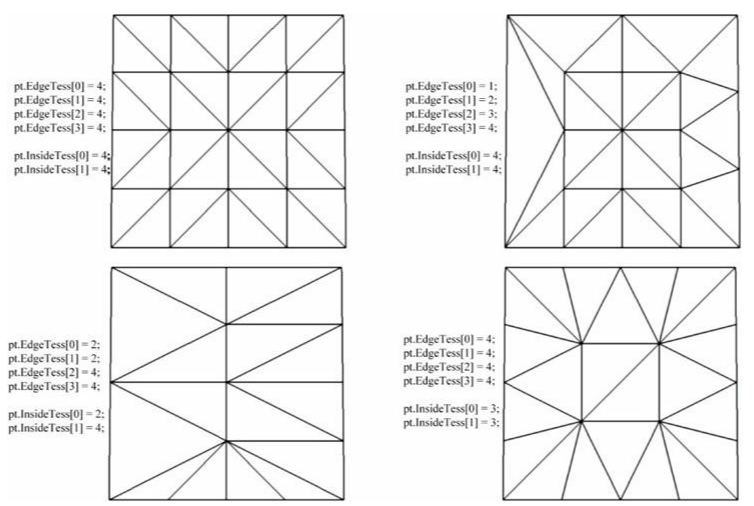 pt.EdgeTess[0] = 4;
pt.EdgeTess[1] = 4;
pt.EdgeTess[2] = 4;
pt.EdgeTess[3] = 4;
pt.InsideTess[0] = 4;
pt.InsideTess[1] = 4;
pt.EdgeTess[0] = 1;
pt.EdgeTess[1] = 2;
pt.EdgeTess[2] = 3;
pt.EdgeTess[3] = 4;
pt.InsideTess[0] = 4;
pt.InsideTess[1] = 4;
pt.EdgeTess[0] = 2;
pt.EdgeTess[1] = 2;
pt.EdgeTess[2] = 4;
pt.EdgeTess[3] = 4;
pt.InsideTess[0] = 2;
pt.InsideTess[1] = 4;
pt.EdgeTess[0] = 4;
pt.EdgeTess[1] = 4;
pt.EdgeTess[2] = 4;
pt.EdgeTess[3] = 4;
pt.InsideTess[0] = 3;
pt.InsideTess[1] = 3;